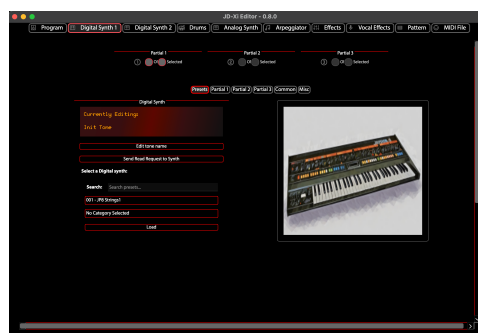 JD-Xi Editor - 0.8.0
Program Digital Synth 1 Digital Synth 2 Drums Analog Synth Arpeggiator Effects Vocal Effects Pattern MIDI File
Partial 1 Partial 2 Partial 3
Selected Selected Selected
Presets Partial 1 Partial 2 Partial 3 Common Misc
Digital Synth
Currently Editing:
Init Tone
Edit tone name
Send Read Request to Synth
Select a Digital synth:
Search: Search presets...
001 - JP8 Strings1
No Category Selected
Load